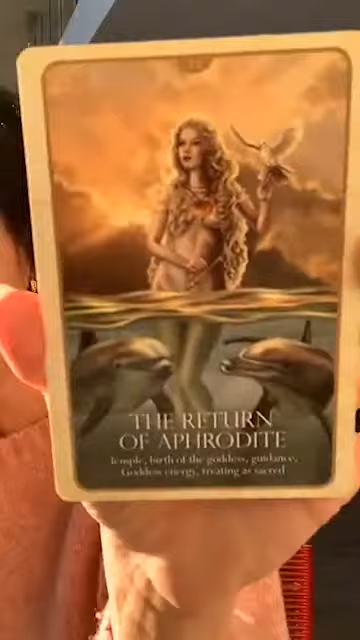 THE RETURN
OF APHRODITE
Temple, birth of the goddess, guidance,
Goddess energy, treating as sacred